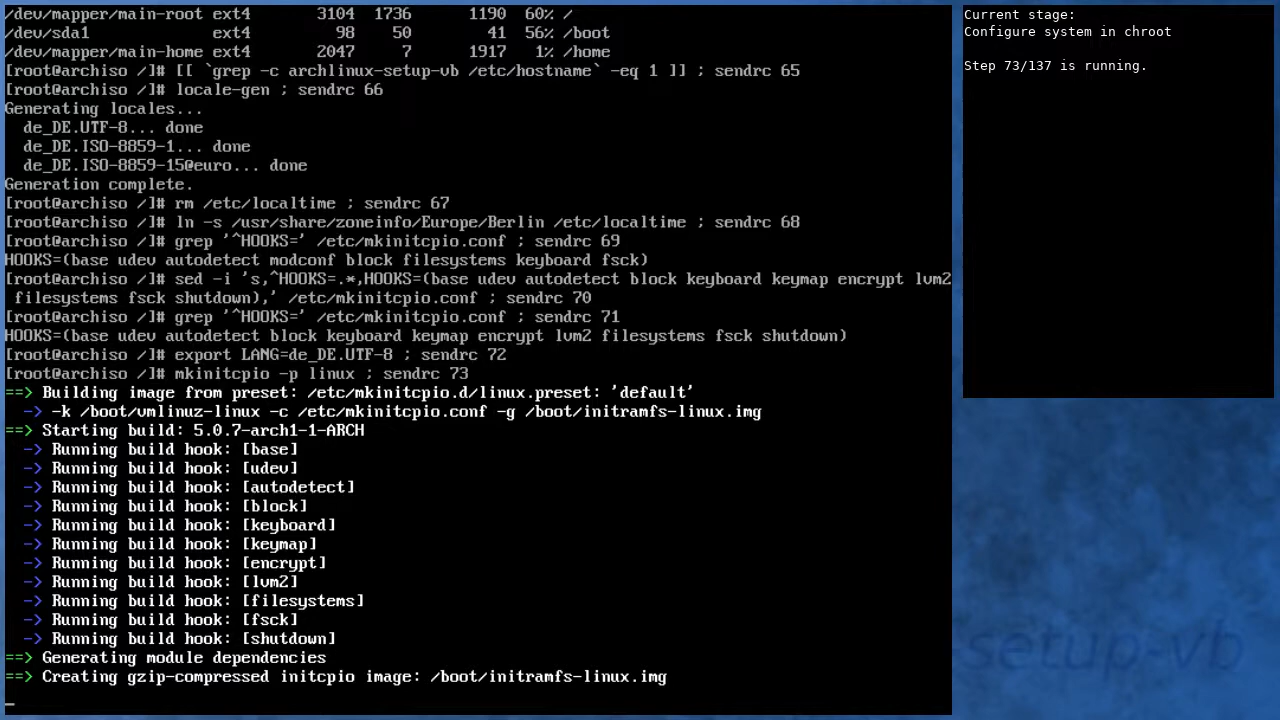 /dev/mapper/main-root ext4       3104  1736      1190  60% /
/dev/sda1             ext4         98    50        41  56% /boot
/dev/mapper/main-home ext4       2047     7      1917   1% /home
[root@archiso /]# [[ `grep -c archlinux-setup-vb /etc/hostname` -eq 1 ]] ; sendrc 65
[root@archiso /]# locale-gen ; sendrc 66
Generating locales...
  de_DE.UTF-8... done
  de_DE.ISO-8859-1... done
  de_DE.ISO-8859-15@euro... done
Generation complete.
[root@archiso /]# rm /etc/localtime ; sendrc 67
[root@archiso /]# ln -s /usr/share/zoneinfo/Europe/Berlin /etc/localtime ; sendrc 68
[root@archiso /]# grep '^HOOKS=' /etc/mkinitcpio.conf ; sendrc 69
HOOKS=(base udev autodetect modconf block filesystems keyboard fsck)
[root@archiso /]# sed -i 's,^HOOKS=.*,HOOKS=(base udev autodetect block keyboard keymap encrypt lvm2
 filesystems fsck shutdown),' /etc/mkinitcpio.conf ; sendrc 70
[root@archiso /]# grep '^HOOKS=' /etc/mkinitcpio.conf ; sendrc 71
HOOKS=(base udev autodetect block keyboard keymap encrypt lvm2 filesystems fsck shutdown)
[root@archiso /]# export LANG=de_DE.UTF-8 ; sendrc 72
[root@archiso /]# mkinitcpio -p linux ; sendrc 73
==> Building image from preset: /etc/mkinitcpio.d/linux.preset: 'default'
  -> -k /boot/vmlinuz-linux -c /etc/mkinitcpio.conf -g /boot/initramfs-linux.img
==> Starting build: 5.0.7-arch1-1-ARCH
  -> Running build hook: [base]
  -> Running build hook: [udev]
  -> Running build hook: [autodetect]
  -> Running build hook: [block]
  -> Running build hook: [keyboard]
  -> Running build hook: [keymap]
  -> Running build hook: [encrypt]
  -> Running build hook: [lvm2]
  -> Running build hook: [filesystems]
  -> Running build hook: [fsck]
  -> Running build hook: [shutdown]
==> Generating module dependencies
==> Creating gzip-compressed initcpio image: /boot/initramfs-linux.img
Current stage:
Configure system in chroot
Step 73/137 is running.
setup-vb